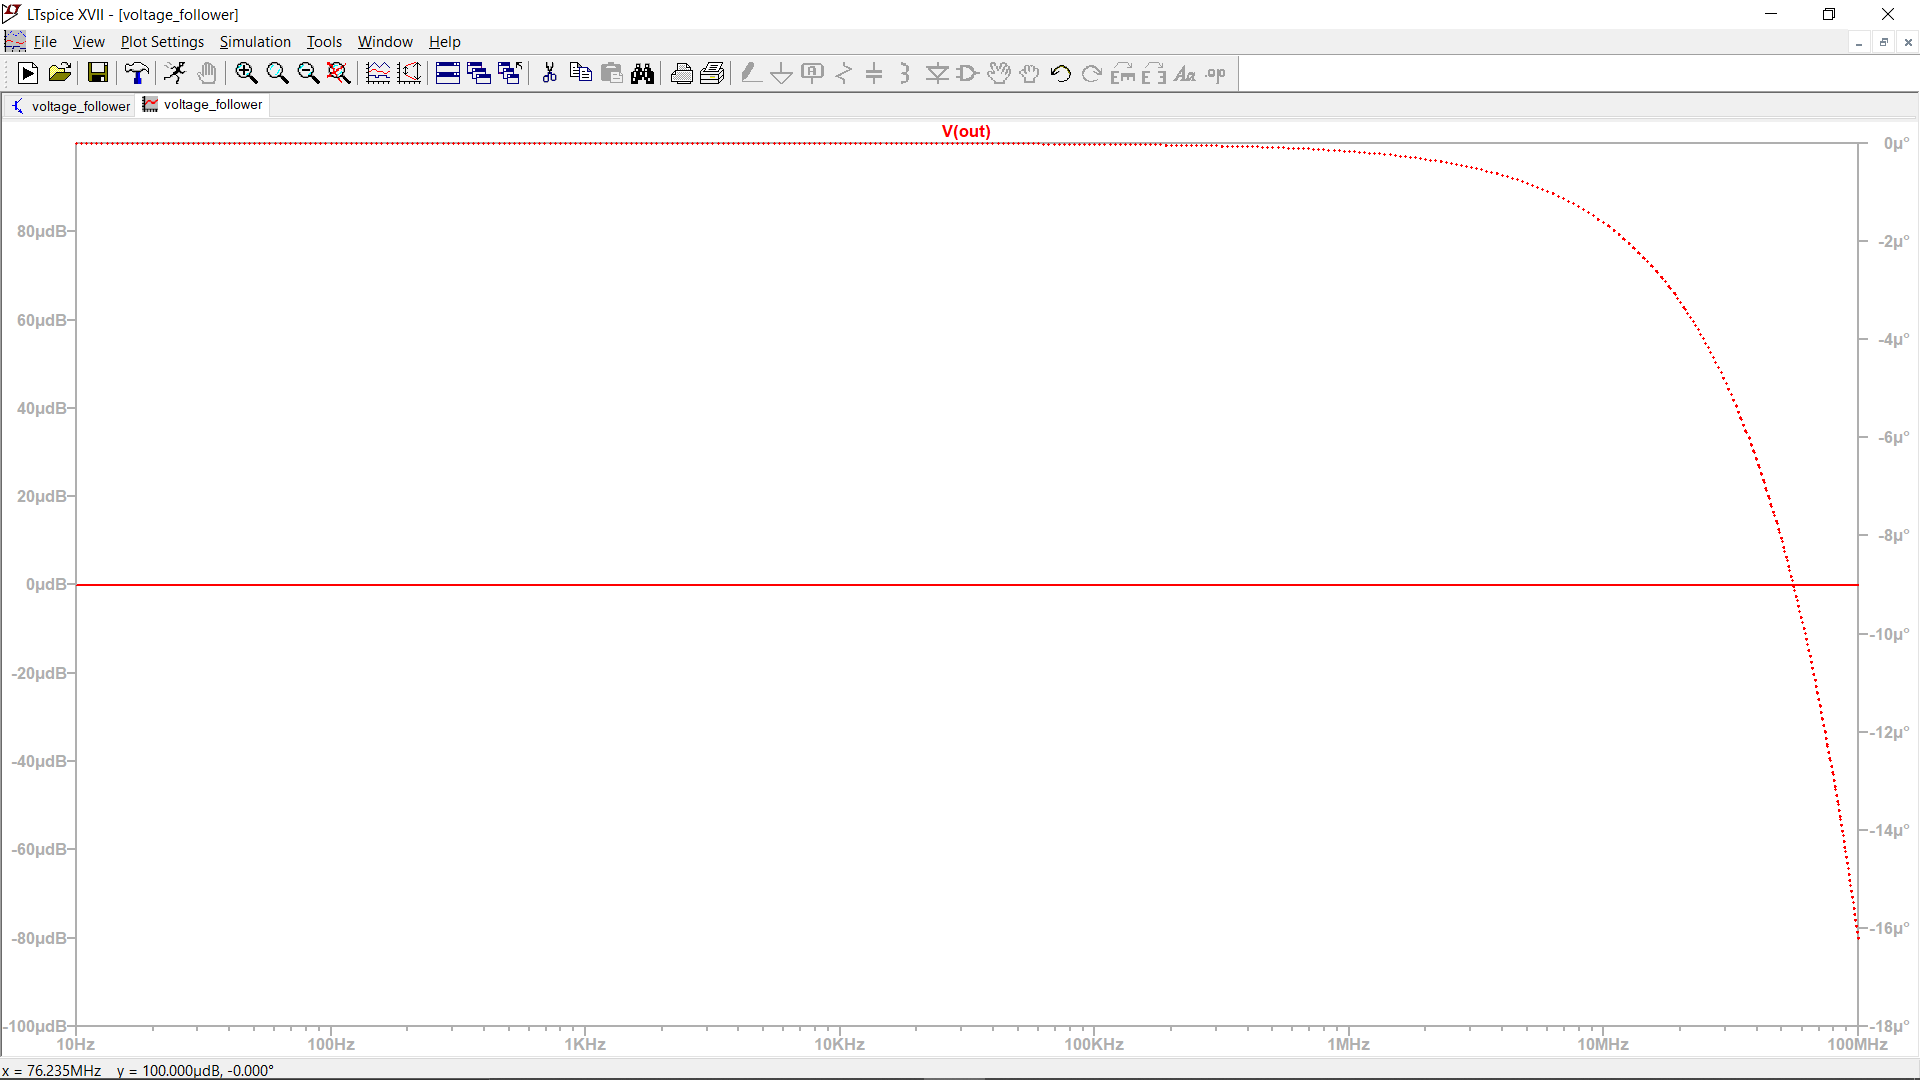 LTspice XVII - [voltage_follower]
File View Plot Settings Simulation Tools Window Help
voltage_follower voltage_follower
V(out)
0µ°
80µdB -2µ°
60µdB -4µ°
40µdB -6µ°
20µdB -8µ°
0µdB -10µ°
-20µdB -12µ°
-40µdB -14µ°
-60µdB -16µ°
-80µdB -18µ°
-100µdB
10Hz 100Hz 1KHz 10KHz 100KHz 1MHz 10MHz 100MHz
x = 76.235MHz y = 100.000µdB, -0.000°